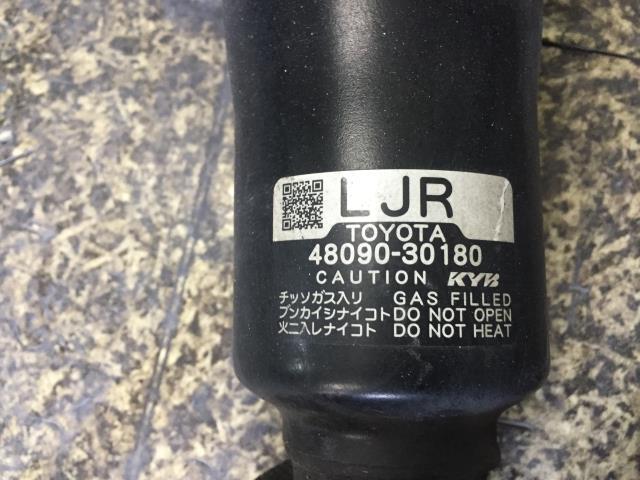 LJR
TOYOTA
48090-30180
CAUTION KYB
チッソガス入リ GAS FILLED
ブンカイシナイコト DO NOT OPEN
火ニ入レナイコト DO NOT HEAT